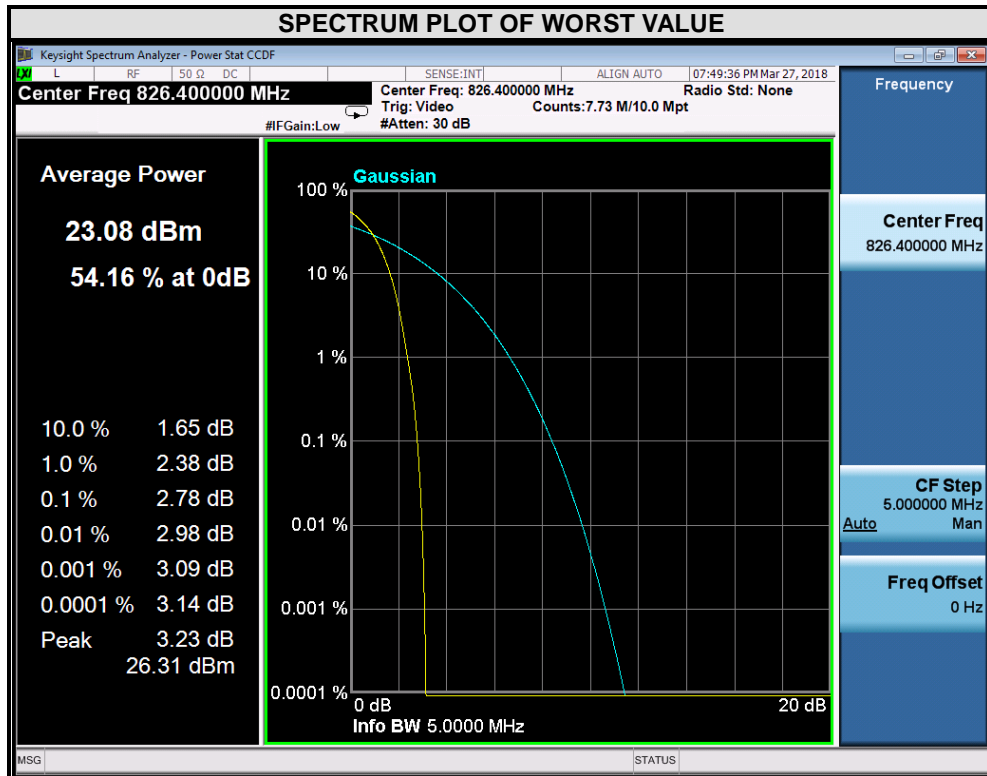 SPECTRUM PLOT OF WORST VALUE
Keysight Spectrum Analyzer - Power Stat CCDF
LXI L RF 50 Ω DC SENSE:INT ALIGN AUTO 07:49:36 PM Mar 27, 2018
Center Freq 826.400000 MHz
Center Freq: 826.400000 MHz Radio Std: None
Trig: Video Counts:7.73 M/10.0 Mpt
#IFGain:Low #Atten: 30 dB
Frequency
Average Power
23.08 dBm
54.16 % at 0dB
10.0 % 1.65 dB
1.0 % 2.38 dB
0.1 % 2.78 dB
0.01 % 2.98 dB
0.001 % 3.09 dB
0.0001 % 3.14 dB
Peak 3.23 dB
26.31 dBm
Gaussian
100 %
10 %
1 %
0.1 %
0.01 %
0.001 %
0.0001 %
0 dB 20 dB
Info BW 5.0000 MHz
Center Freq
826.400000 MHz
CF Step
5.000000 MHz
Auto Man
Freq Offset
0 Hz
MSG STATUS